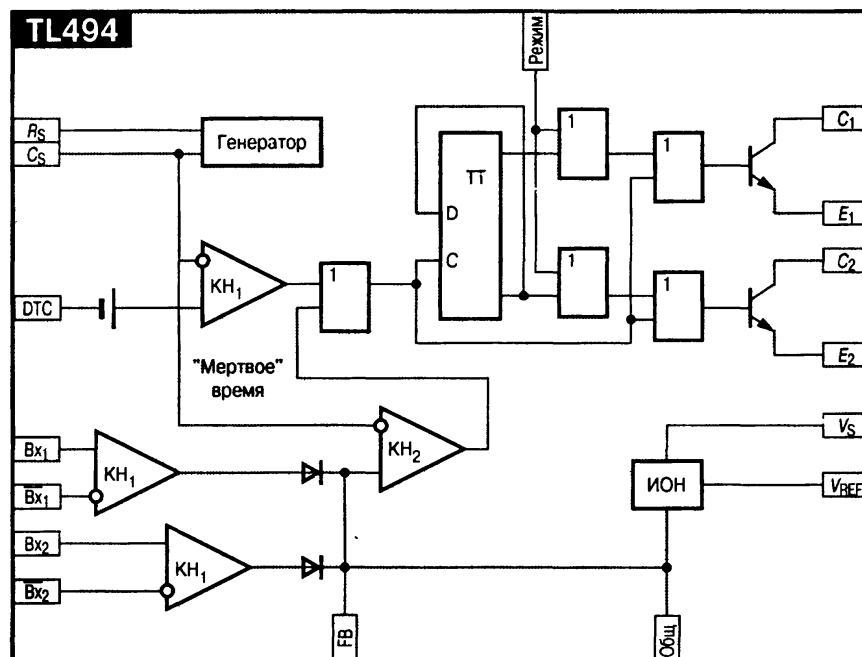 TL494
Режим
RS
CS
Генератор
1
1
C1
TT
D
C
E1
KH1
1
1
1
C2
DTC
"Мертвое"
время
E2
Bx1
KH1
KH2
VS
Bx1
ИОН
VREF
Bx2
KH1
Bx2
FB
Общ